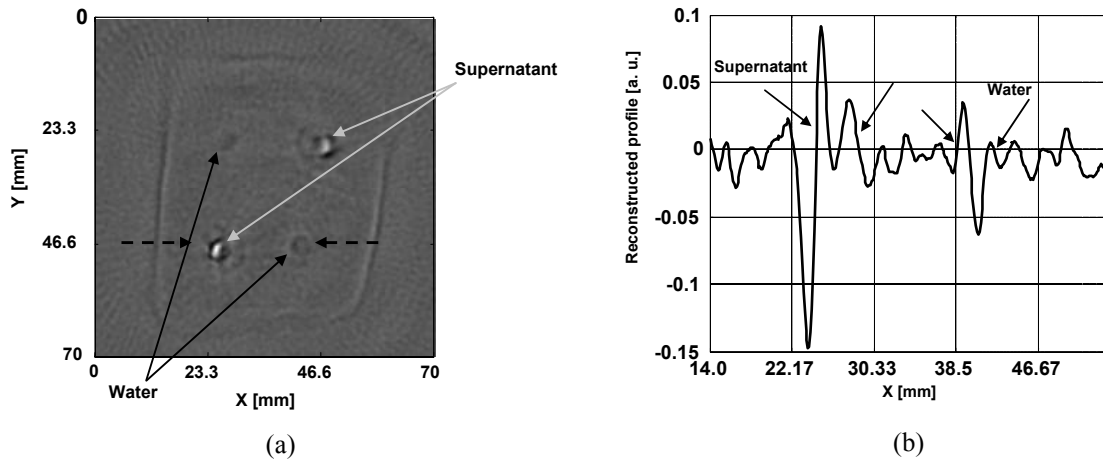 0
23.3
46.6
70
Y [mm]
Supernatant
Water
0
23.3
46.6
70
X [mm]
(a)
0.1
0.05
0
-0.05
-0.1
-0.15
Reconstructed profile [a. u.]
Supernatant
Water
14.0
22.17
30.33
38.5
46.67
X [mm]
(b)